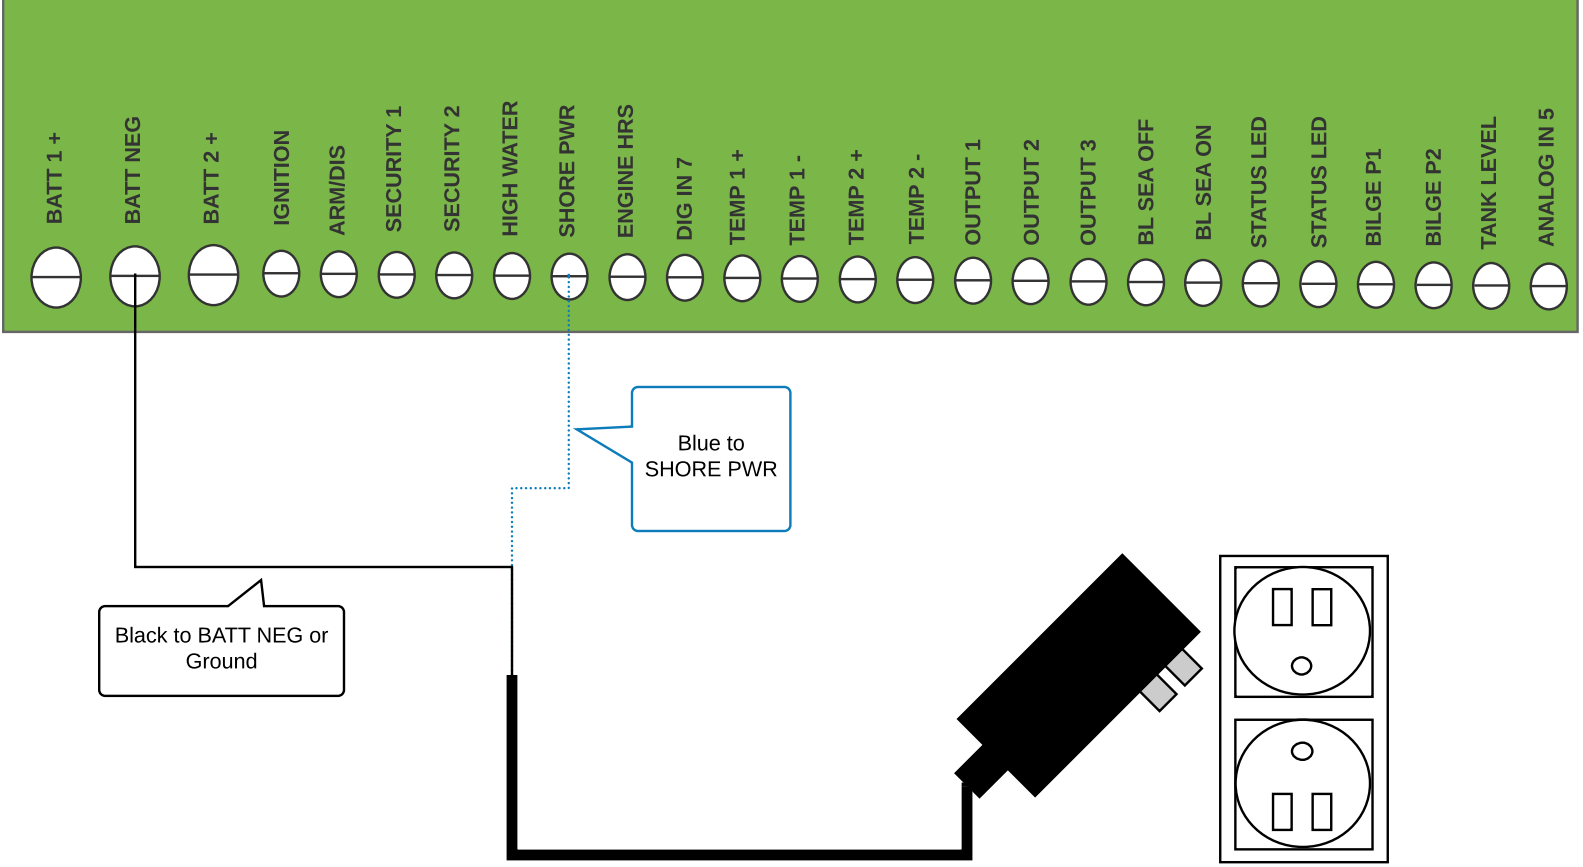 BATT 1 +
BATT NEG
BATT 2 +
IGNITION
ARM/DIS
SECURITY 1
SECURITY 2
HIGH WATER
SHORE PWR
ENGINE HRS
DIG IN 7
TEMP 1 +
TEMP 1 -
TEMP 2 +
TEMP 2 -
OUTPUT 1
OUTPUT 2
OUTPUT 3
BL SEA OFF
BL SEA ON
STATUS LED
STATUS LED
BILGE P1
BILGE P2
TANK LEVEL
ANALOG IN 5
Blue to
SHORE PWR
Black to BATT NEG or
Ground